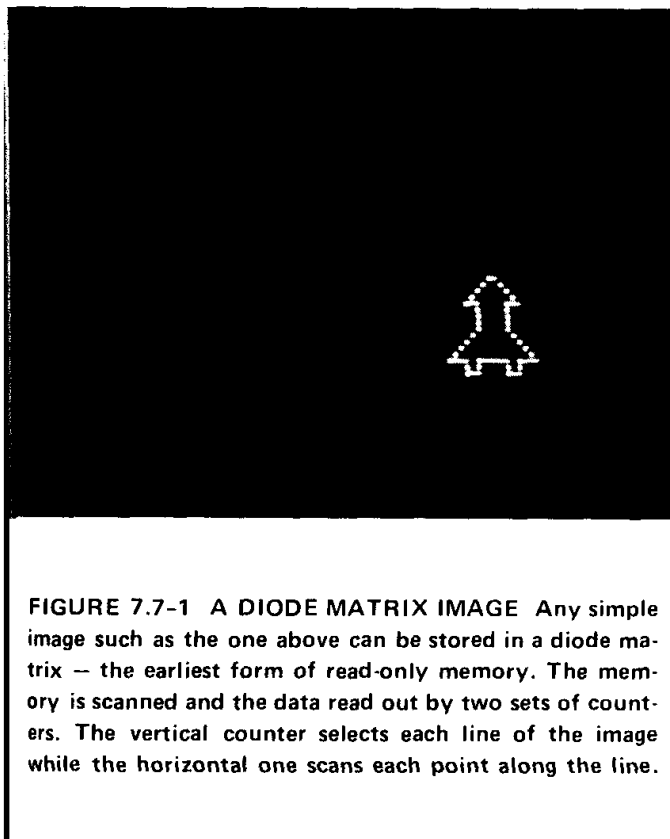 FIGURE 7.7-1 A DIODE MATRIX IMAGE Any simple
image such as the one above can be stored in a diode ma-
trix — the earliest form of read-only memory. The mem-
ory is scanned and the data read out by two sets of count-
ers. The vertical counter selects each line of the image
while the horizontal one scans each point along the line.